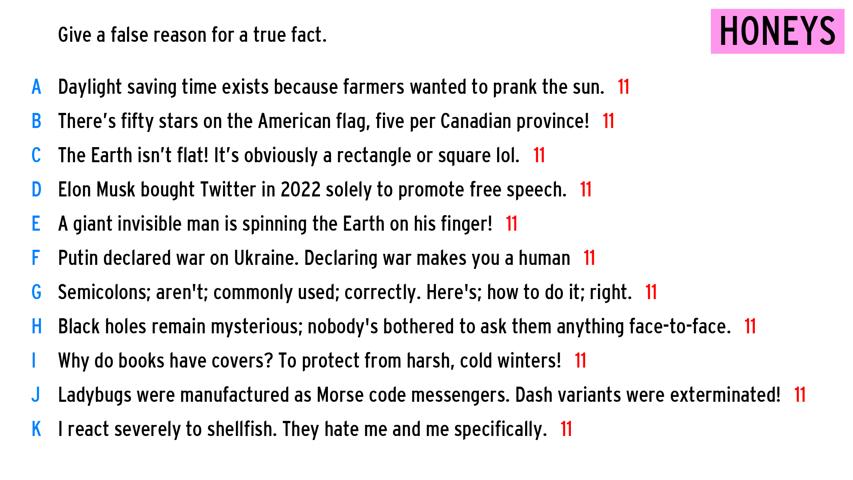 Give a false reason for a true fact.
HONEYS
A Daylight saving time exists because farmers wanted to prank the sun. 11
B There's fifty stars on the American flag, five per Canadian province! 11
C The Earth isn't flat! It's obviously a rectangle or square lol. 11
D Elon Musk bought Twitter in 2022 solely to promote free speech. 11
E A giant invisible man is spinning the Earth on his finger! 11
F Putin declared war on Ukraine. Declaring war makes you a human 11
G Semicolons; aren't; commonly used; correctly. Here's; how to do it; right. 11
H Black holes remain mysterious; nobody's bothered to ask them anything face-to-face. 11
I Why do books have covers? To protect from harsh, cold winters! 11
J Ladybugs were manufactured as Morse code messengers. Dash variants were exterminated! 11
K I react severely to shellfish. They hate me and me specifically. 11